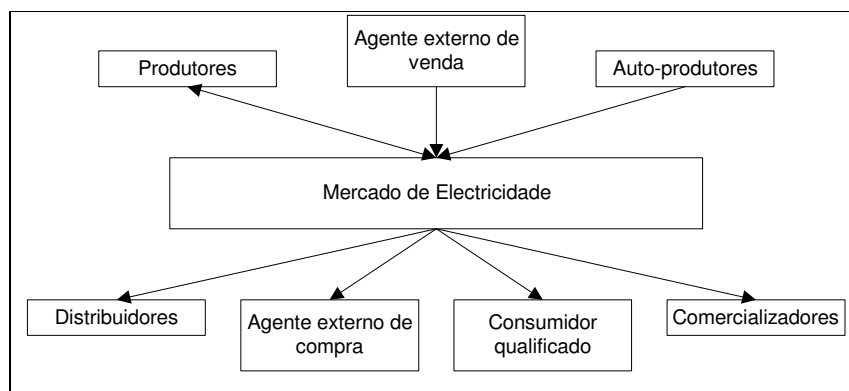 Produtores
Agente externo de
venda
Auto-produtores
Mercado de Electricidade
Distribuidores
Agente externo de
compra
Consumidor
qualificado
Comercializadores